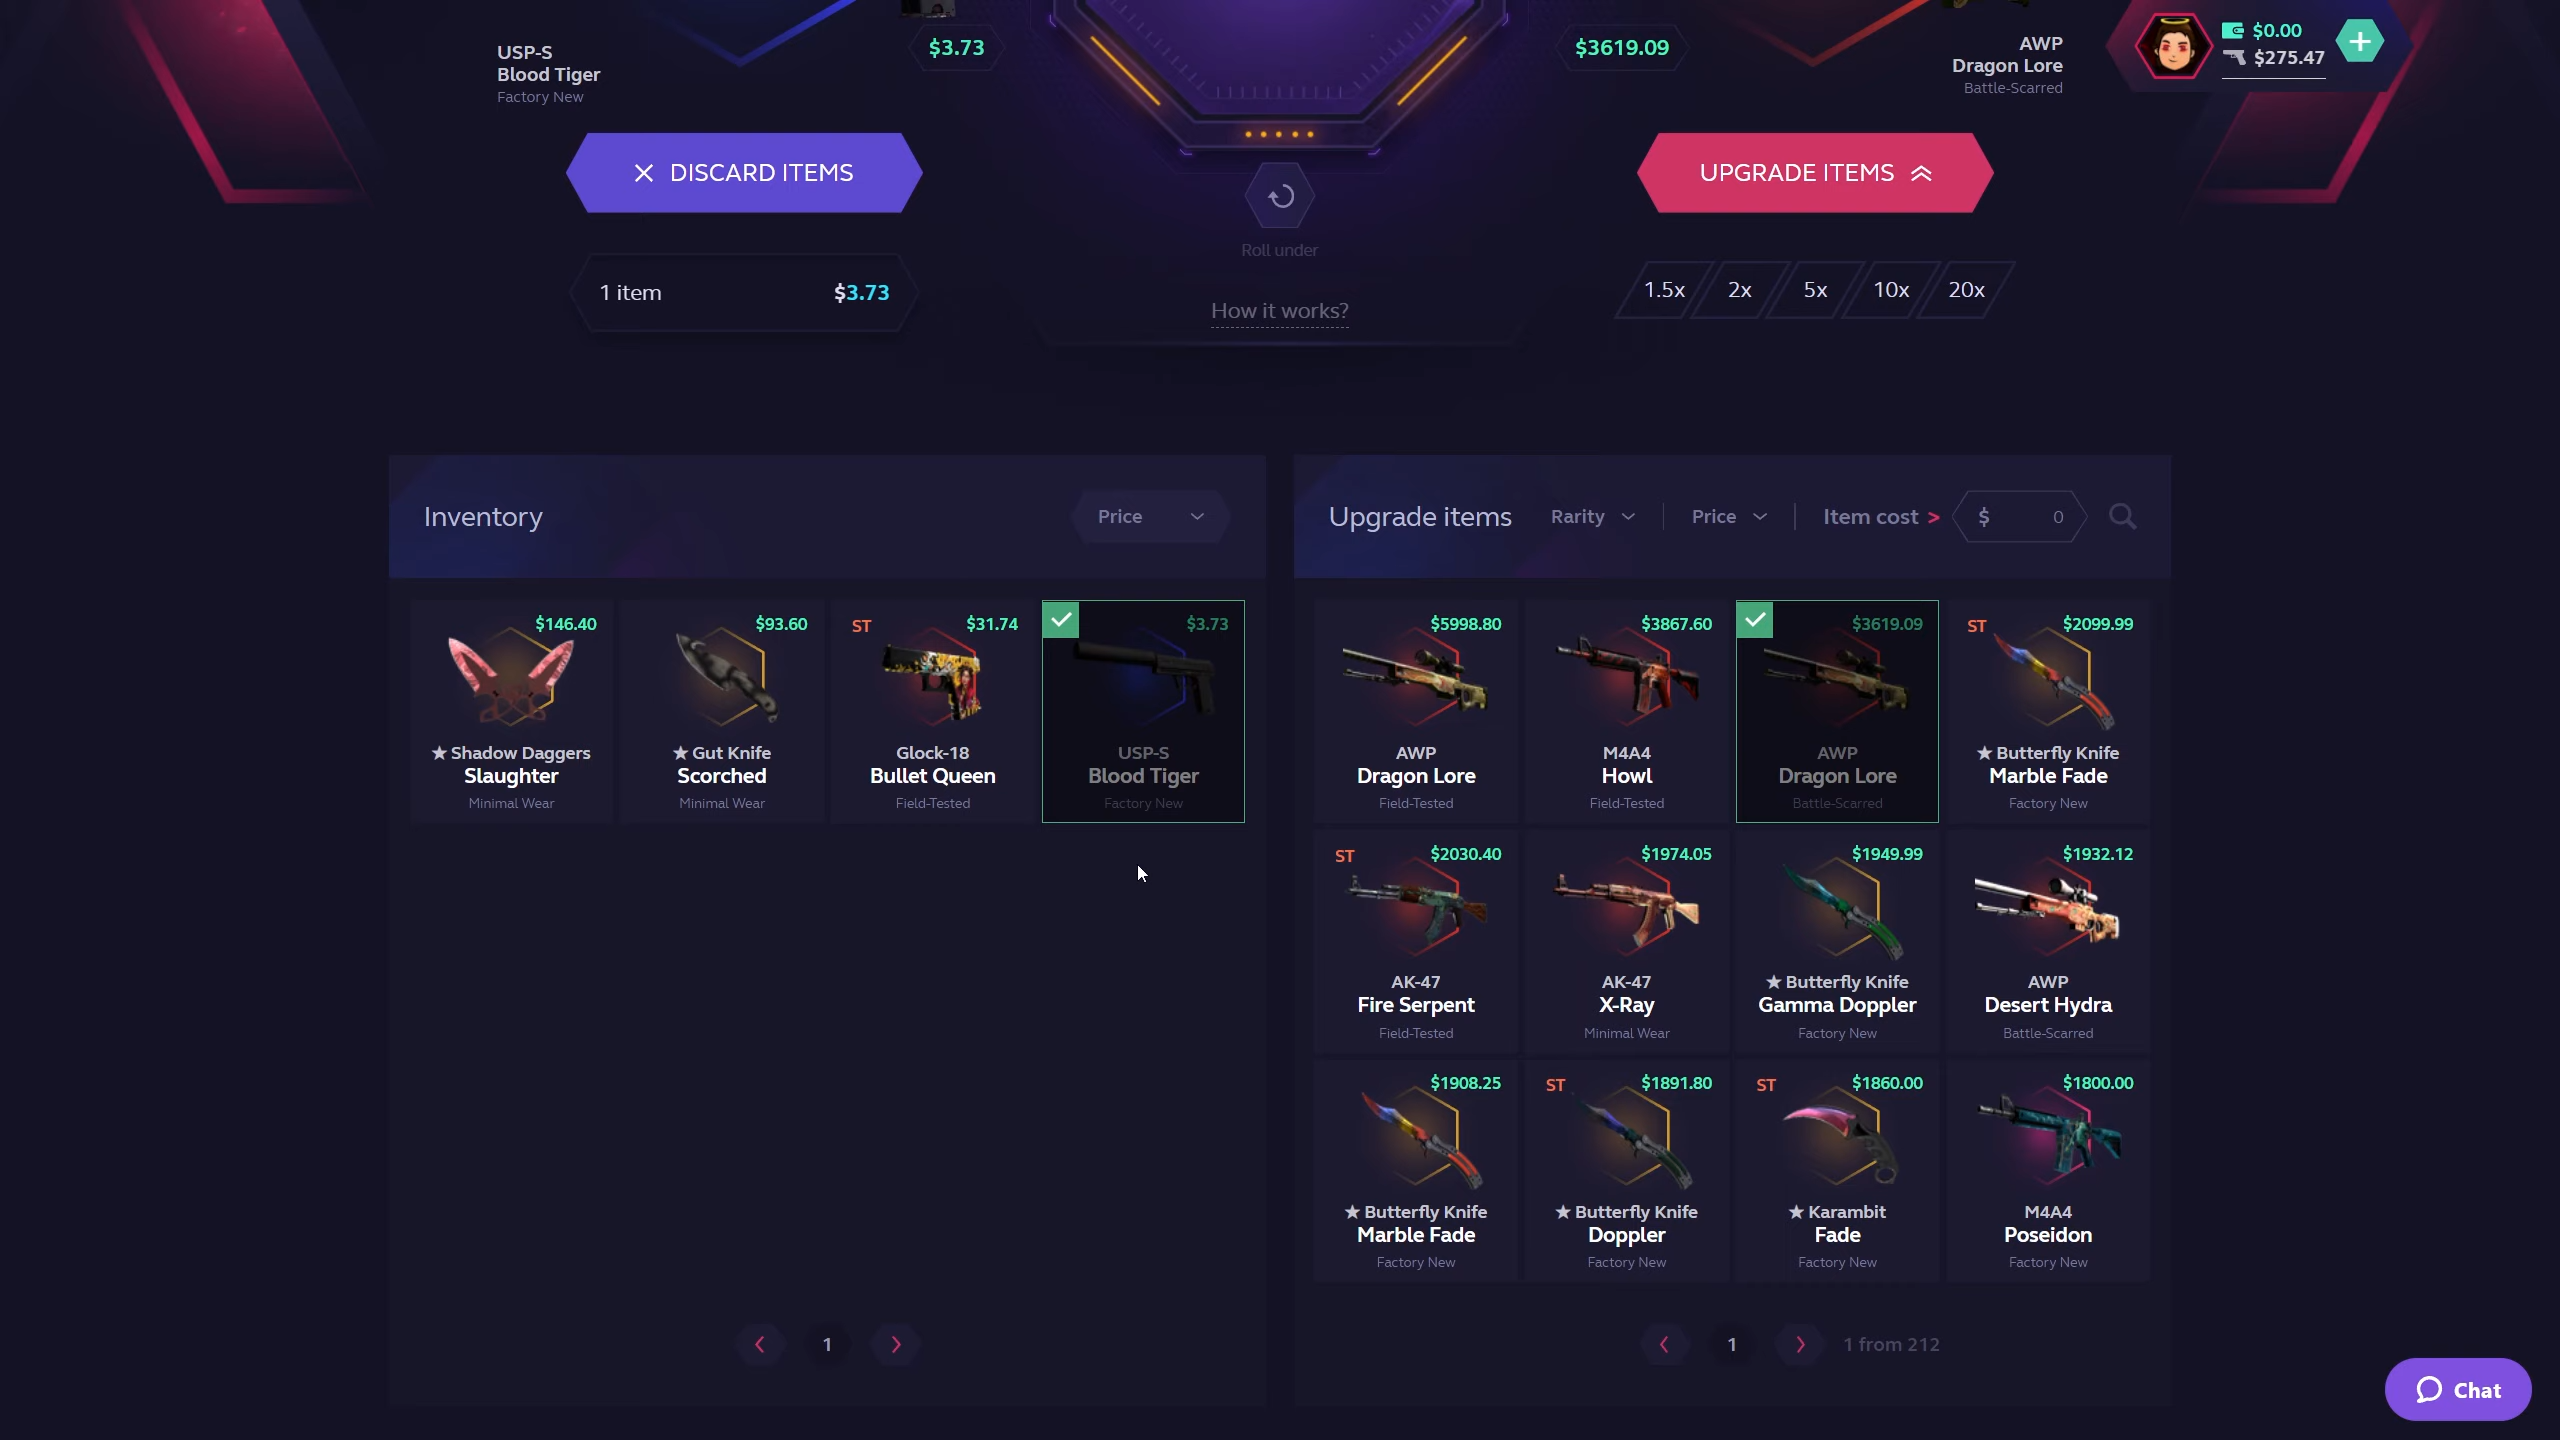 USP-S
Blood Tiger
Factory New
$3.73
$3619.09
AWP
Dragon Lore
Battle-Scarred
$0.00
$275.47
DISCARD ITEMS
UPGRADE ITEMS
Roll under
1 item
$3.73
How it works?
1.5x
2x
5x
10x
20x
Inventory
Price
Upgrade items
Rarity
Price
Item cost >
$ 0
$146.40
★ Shadow Daggers
Slaughter
Minimal Wear
$93.60
★ Gut Knife
Scorched
Minimal Wear
ST
$31.74
Glock-18
Bullet Queen
Field-Tested
$3.73
USP-S
Blood Tiger
Factory New
$5998.80
AWP
Dragon Lore
Field-Tested
$3867.60
M4A4
Howl
Field-Tested
$3619.09
AWP
Dragon Lore
Battle-Scarred
ST
$2099.99
★ Butterfly Knife
Marble Fade
Factory New
ST
$2030.40
AK-47
Fire Serpent
Field-Tested
$1974.05
AK-47
X-Ray
Minimal Wear
$1949.99
★ Butterfly Knife
Gamma Doppler
Factory New
$1932.12
AWP
Desert Hydra
Battle-Scarred
$1908.25
★ Butterfly Knife
Marble Fade
Factory New
ST
$1891.80
★ Butterfly Knife
Doppler
Factory New
ST
$1860.00
★ Karambit
Fade
Factory New
$1800.00
M4A4
Poseidon
Factory New
1
1
1 from 212
Chat